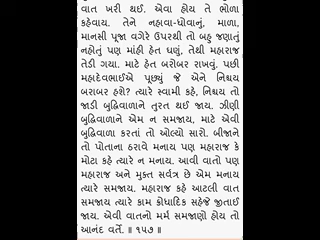 વાત ખરી થઈ. એવા હોય તે ભોળા
કહેવાય. તેને નહાવા-ધોવાનું, માળા,
માનસી પૂજા વગેરે ઉપરથી તો બહુ જણાતું
નહોતું પણ માંહી હેત ઘણું, તેથી મહારાજ
તેડી ગયા. માટે હેત બરોબર રાખવું. પછી
મહાદેવભાઈએ પૂછ્યું જે એને નિશ્ચય
બરાબર હશે? ત્યારે સ્વામી કહે, નિશ્ચય તો
જાડી બુદ્ધિવાળાને તુરત થઈ જાય. ઝીણી
બુદ્ધિવાળાને એમ ન સમજાય, માટે એવી
બુદ્ધિવાળા કરતાં તો ઓલ્યો સારો. બીજાને
તો પોતાના ઠરાવે મનાય પણ મહારાજ કે
મોટા કહે ત્યારે ન મનાય. આવી વાતો પણ
મહારાજ અને મુક્ત સર્વત્ર છે એમ મનાય
ત્યારે સમજાય. મહારાજ કહે આટલી વાત
સમજાય ત્યારે કામ ક્રોધાદિક સહેજે જીતાઈ
જાય. એવી વાતનો મર્મ સમજાણો હોય તો
આનંદ વર્તે. ॥ ૧૫૭ ॥